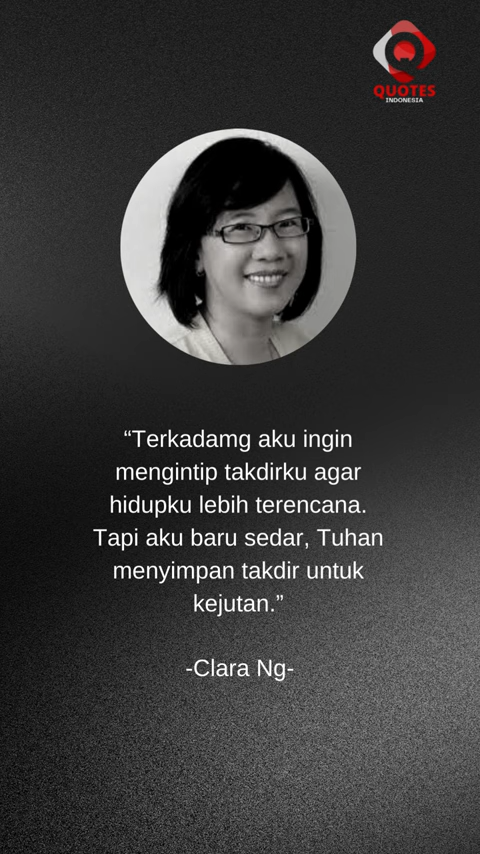 QUOTES
INDONESIA
“Terkadamg aku ingin
mengintip takdirku agar
hidupku lebih terencana.
Tapi aku baru sedar, Tuhan
menyimpan takdir untuk
kejutan.”
-Clara Ng-